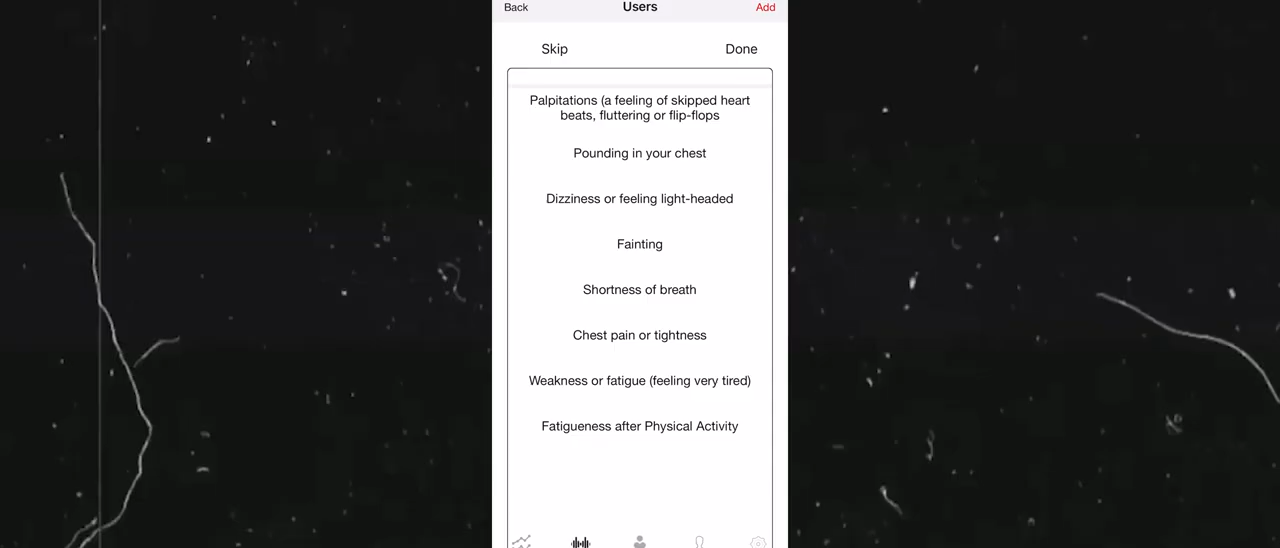 Back Users Add
Skip Done
Palpitations (a feeling of skipped heart
beats, fluttering or flip-flops
Pounding in your chest
Dizziness or feeling light-headed
Fainting
Shortness of breath
Chest pain or tightness
Weakness or fatigue (feeling very tired)
Fatigueness after Physical Activity